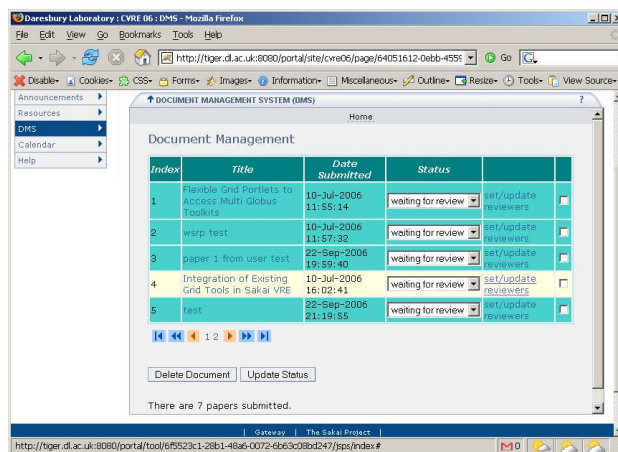 Daresbury Laboratory : CVRE 06 : DMS - Mozilla Firefox
File Edit View Go Bookmarks Tools Help
http://tiger.dl.ac.uk:8080/portal/site/cvre06/page/64051612-0ebb-4559 Go
Disable Cookies CSS Forms Images Information Miscellaneous Outline Resize Tools View Source
Announcements
Resources
DMS
Calendar
Help
DOCUMENT MANAGEMENT SYSTEM (DMS) ?
Home
Document Management
Index Title Date Submitted Status
1 Flexible Grid Portlets to Access Multi Globus Toolkits 10-Jul-2006 11:55:14 waiting for review set/update reviewers
2 wsrp test 10-Jul-2006 11:57:32 waiting for review set/update reviewers
3 paper 1 from user test 22-Sep-2006 19:59:40 waiting for review set/update reviewers
4 Integration of Existing Grid Tools in Sakai VRE 10-Jul-2006 16:02:41 waiting for review set/update reviewers
5 test 22-Sep-2006 21:19:55 waiting for review set/update reviewers
1 2
Delete Document Update Status
There are 7 papers submitted.
| Gateway | The Sakai Project |
http://tiger.dl.ac.uk:8080/portal/tool/6f5523c1-28b1-48a6-0072-6b63c08bd247/jsps/index# M 0